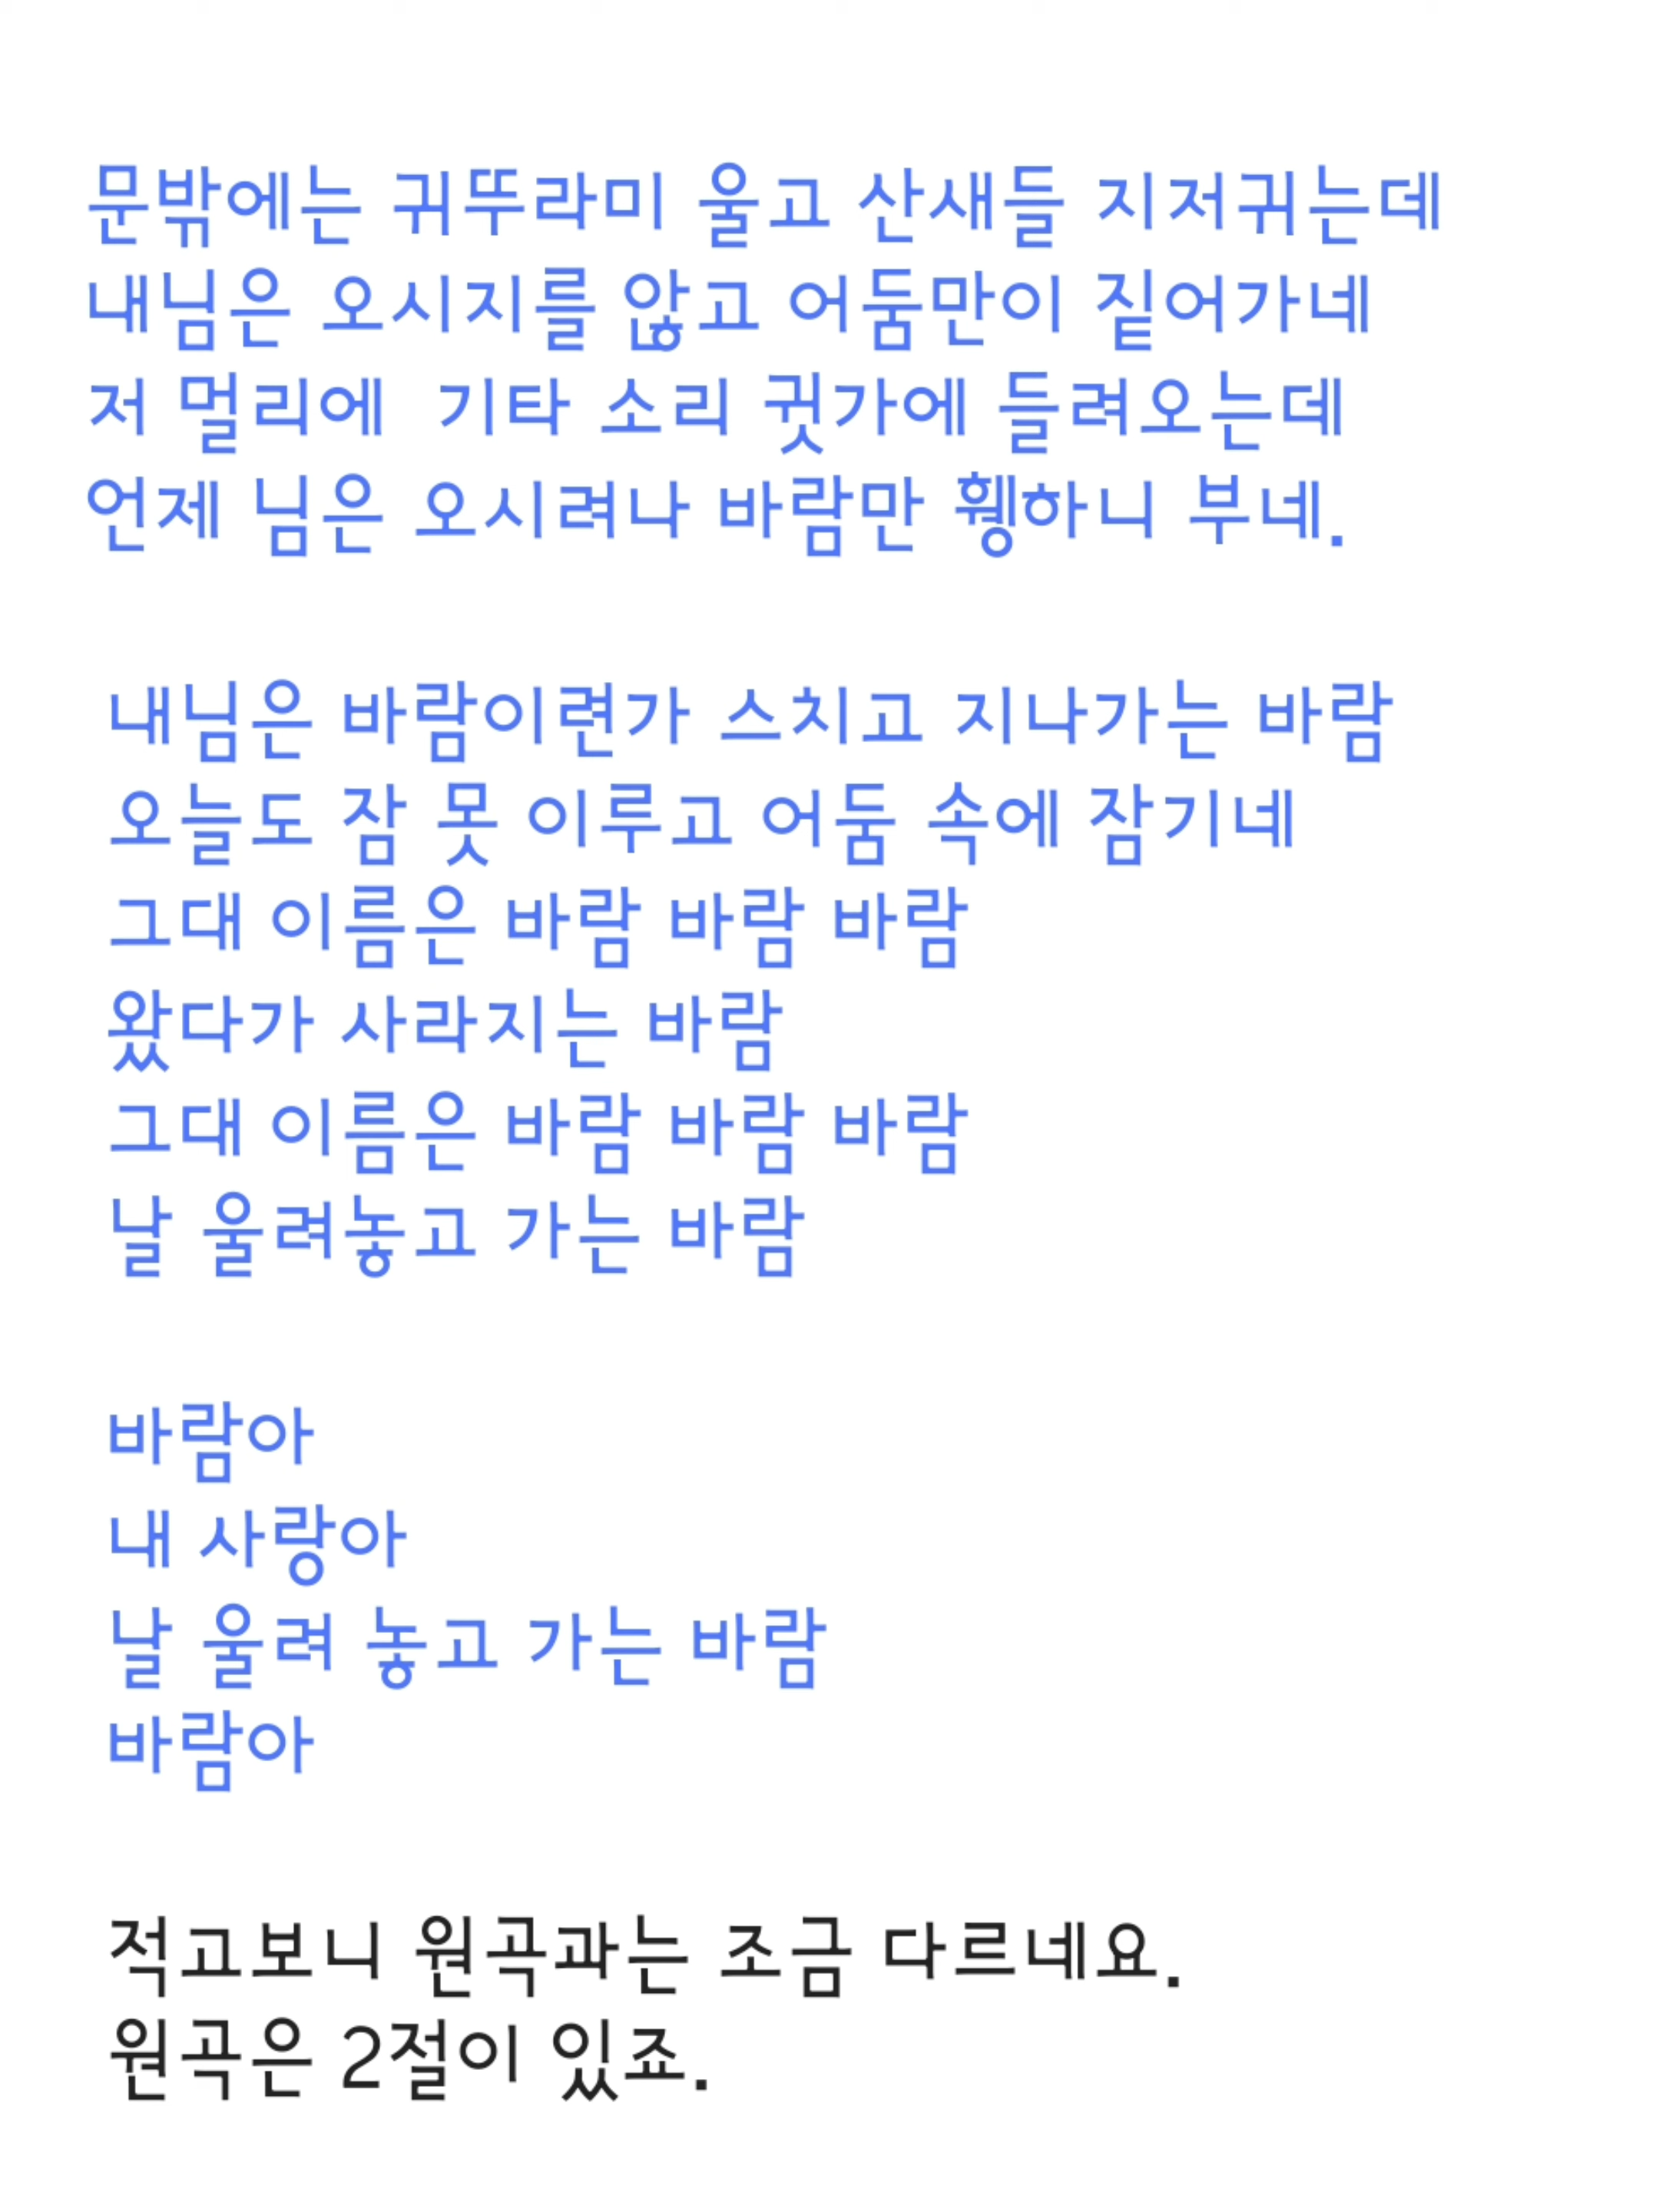 문밖에는 귀뚜라미 울고 산새들 지저귀는데
내님은 오시지를 않고 어둠만이 짙어가네
저 멀리에 기타 소리 귓가에 들려오는데
언제 님은 오시려나 바람만 휑하니 부네.
내님은 바람이련가 스치고 지나가는 바람
오늘도 잠 못 이루고 어둠 속에 잠기네
그대 이름은 바람 바람 바람
왔다가 사라지는 바람
그대 이름은 바람 바람 바람
날 울려놓고 가는 바람
바람아
내 사랑아
날 울려 놓고 가는 바람
바람아
적고보니 원곡과는 조금 다르네요.
원곡은 2절이 있죠.